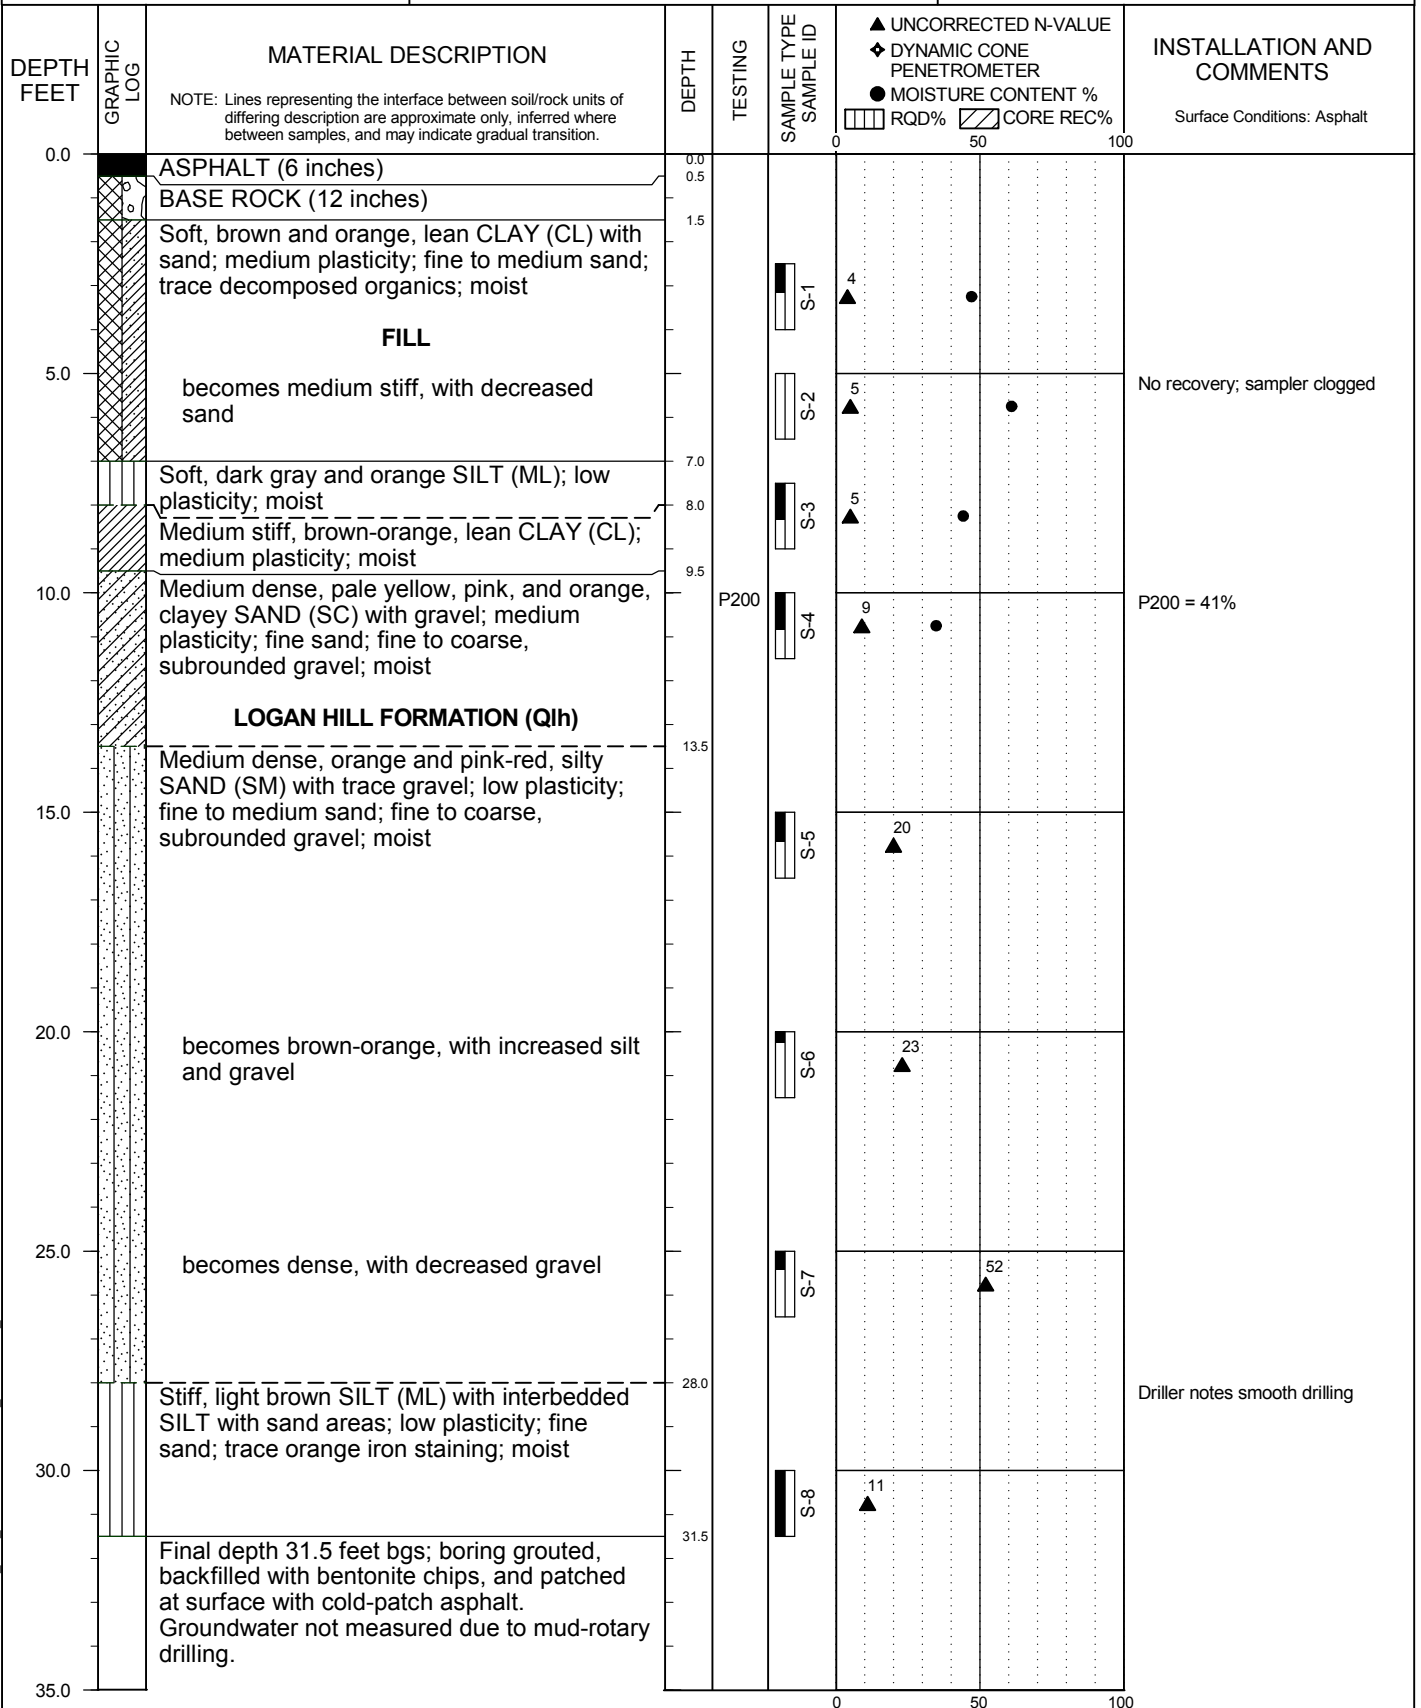 DEPTH FEET
GRAPHIC LOG
MATERIAL DESCRIPTION
NOTE: Lines representing the interface between soil/rock units of
differing description are approximate only, inferred where
between samples, and may indicate gradual transition.
DEPTH
TESTING
SAMPLE TYPE
SAMPLE ID
▲ UNCORRECTED N-VALUE
DYNAMIC CONE
PENETROMETER
● MOISTURE CONTENT %
RQD% CORE REC%
0 50 100
INSTALLATION AND
COMMENTS
Surface Conditions: Asphalt
0.0
ASPHALT (6 inches)
0.0
0.5
BASE ROCK (12 inches)
1.5
Soft, brown and orange, lean CLAY (CL) with
sand; medium plasticity; fine to medium sand;
trace decomposed organics; moist
S-1
4
FILL
5.0
becomes medium stiff, with decreased
sand
S-2
5
No recovery; sampler clogged
7.0
Soft, dark gray and orange SILT (ML); low
plasticity; moist
8.0
S-3
5
Medium stiff, brown-orange, lean CLAY (CL);
medium plasticity; moist
9.5
10.0
Medium dense, pale yellow, pink, and orange,
clayey SAND (SC) with gravel; medium
plasticity; fine sand; fine to coarse,
subrounded gravel; moist
P200
S-4
9
P200 = 41%
LOGAN HILL FORMATION (Qlh)
13.5
Medium dense, orange and pink-red, silty
SAND (SM) with trace gravel; low plasticity;
fine to medium sand; fine to coarse,
subrounded gravel; moist
15.0
S-5
20
20.0
becomes brown-orange, with increased silt
and gravel
S-6
23
25.0
becomes dense, with decreased gravel
S-7
52
28.0
Stiff, light brown SILT (ML) with interbedded
SILT with sand areas; low plasticity; fine
sand; trace orange iron staining; moist
Driller notes smooth drilling
30.0
S-8
11
31.5
Final depth 31.5 feet bgs; boring grouted,
backfilled with bentonite chips, and patched
at surface with cold-patch asphalt.
Groundwater not measured due to mud-rotary
drilling.
35.0
0 50 100